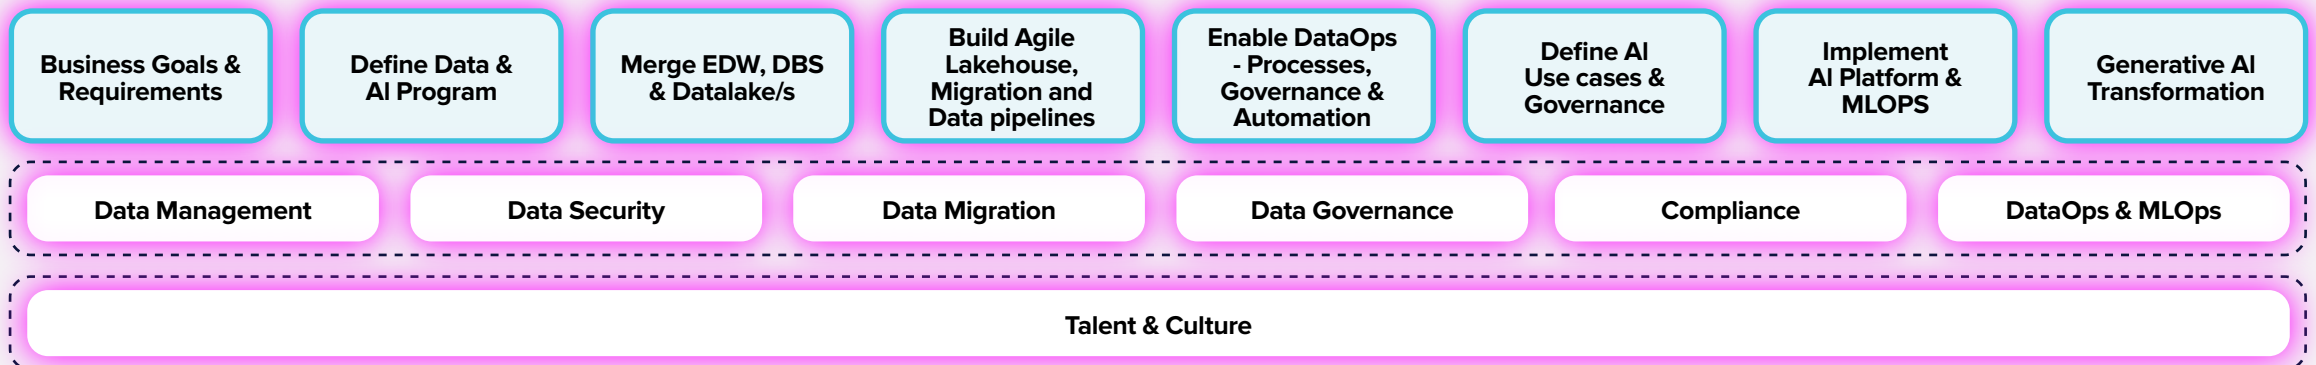 Business Goals &
Requirements
Define Data &
AI Program
Merge EDW, DBS
& Datalake/s
Build Agile
Lakehouse,
Migration and
Data pipelines
Enable DataOps
- Processes,
Governance &
Automation
Define AI
Use cases &
Governance
Implement
AI Platform &
MLOPS
Generative AI
Transformation
Data Management
Data Security
Data Migration
Data Governance
Compliance
DataOps & MLOps
Talent & Culture